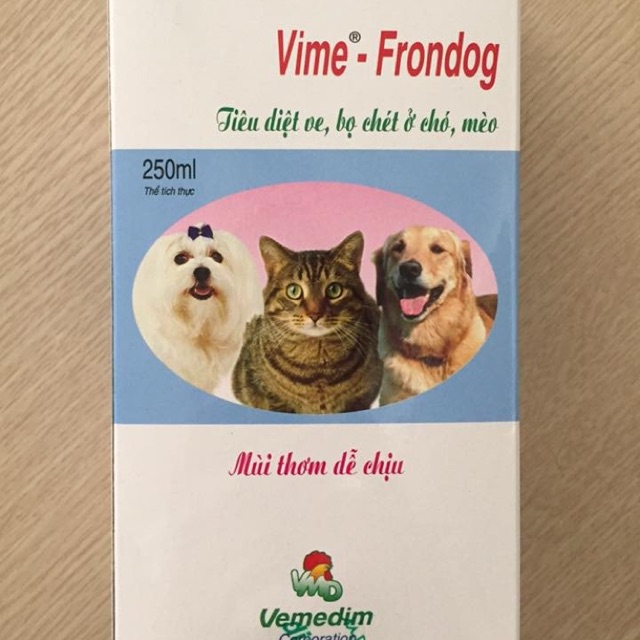 Vime® - Frondog
Tiêu diệt ve, bọ chét ở chó, mèo
250ml
Thể tích thực
Mùi thơm dễ chịu
VMD
Vemedim
Corporation